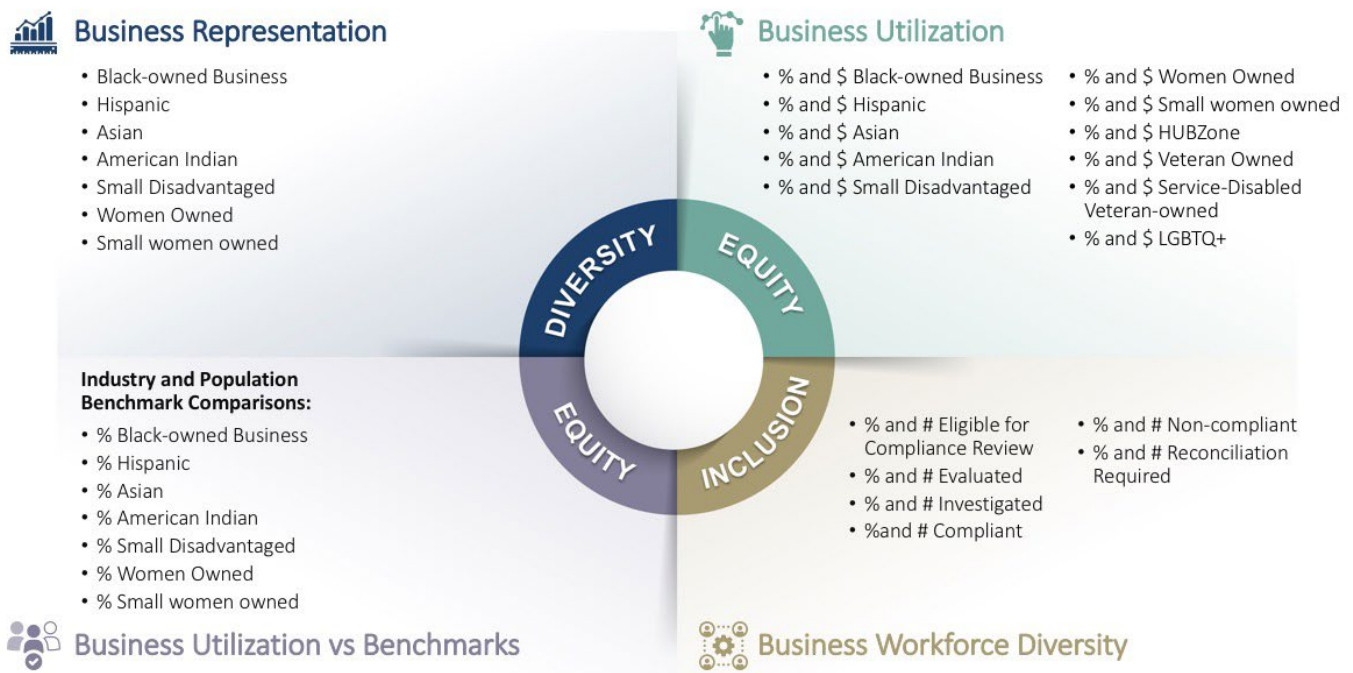 Business Representation
• Black-owned Business
• Hispanic
• Asian
• American Indian
• Small Disadvantaged
• Women Owned
• Small women owned
Business Utilization
• % and $ Black-owned Business
• % and $ Hispanic
• % and $ Asian
• % and $ American Indian
• % and $ Small Disadvantaged
• % and $ Women Owned
• % and $ Small women owned
• % and $ HUBZone
• % and $ Veteran Owned
• % and $ Service-Disabled
Veteran-owned
• % and $ LGBTQ+
DIVERSITY
EQUITY
EQUITY
INCLUSION
Industry and Population
Benchmark Comparisons:
• % Black-owned Business
• % Hispanic
• % Asian
• % American Indian
• % Small Disadvantaged
• % Women Owned
• % Small women owned
Business Utilization vs Benchmarks
• % and # Eligible for
Compliance Review
• % and # Evaluated
• % and # Investigated
• %and # Compliant
• % and # Non-compliant
• % and # Reconciliation
Required
Business Workforce Diversity